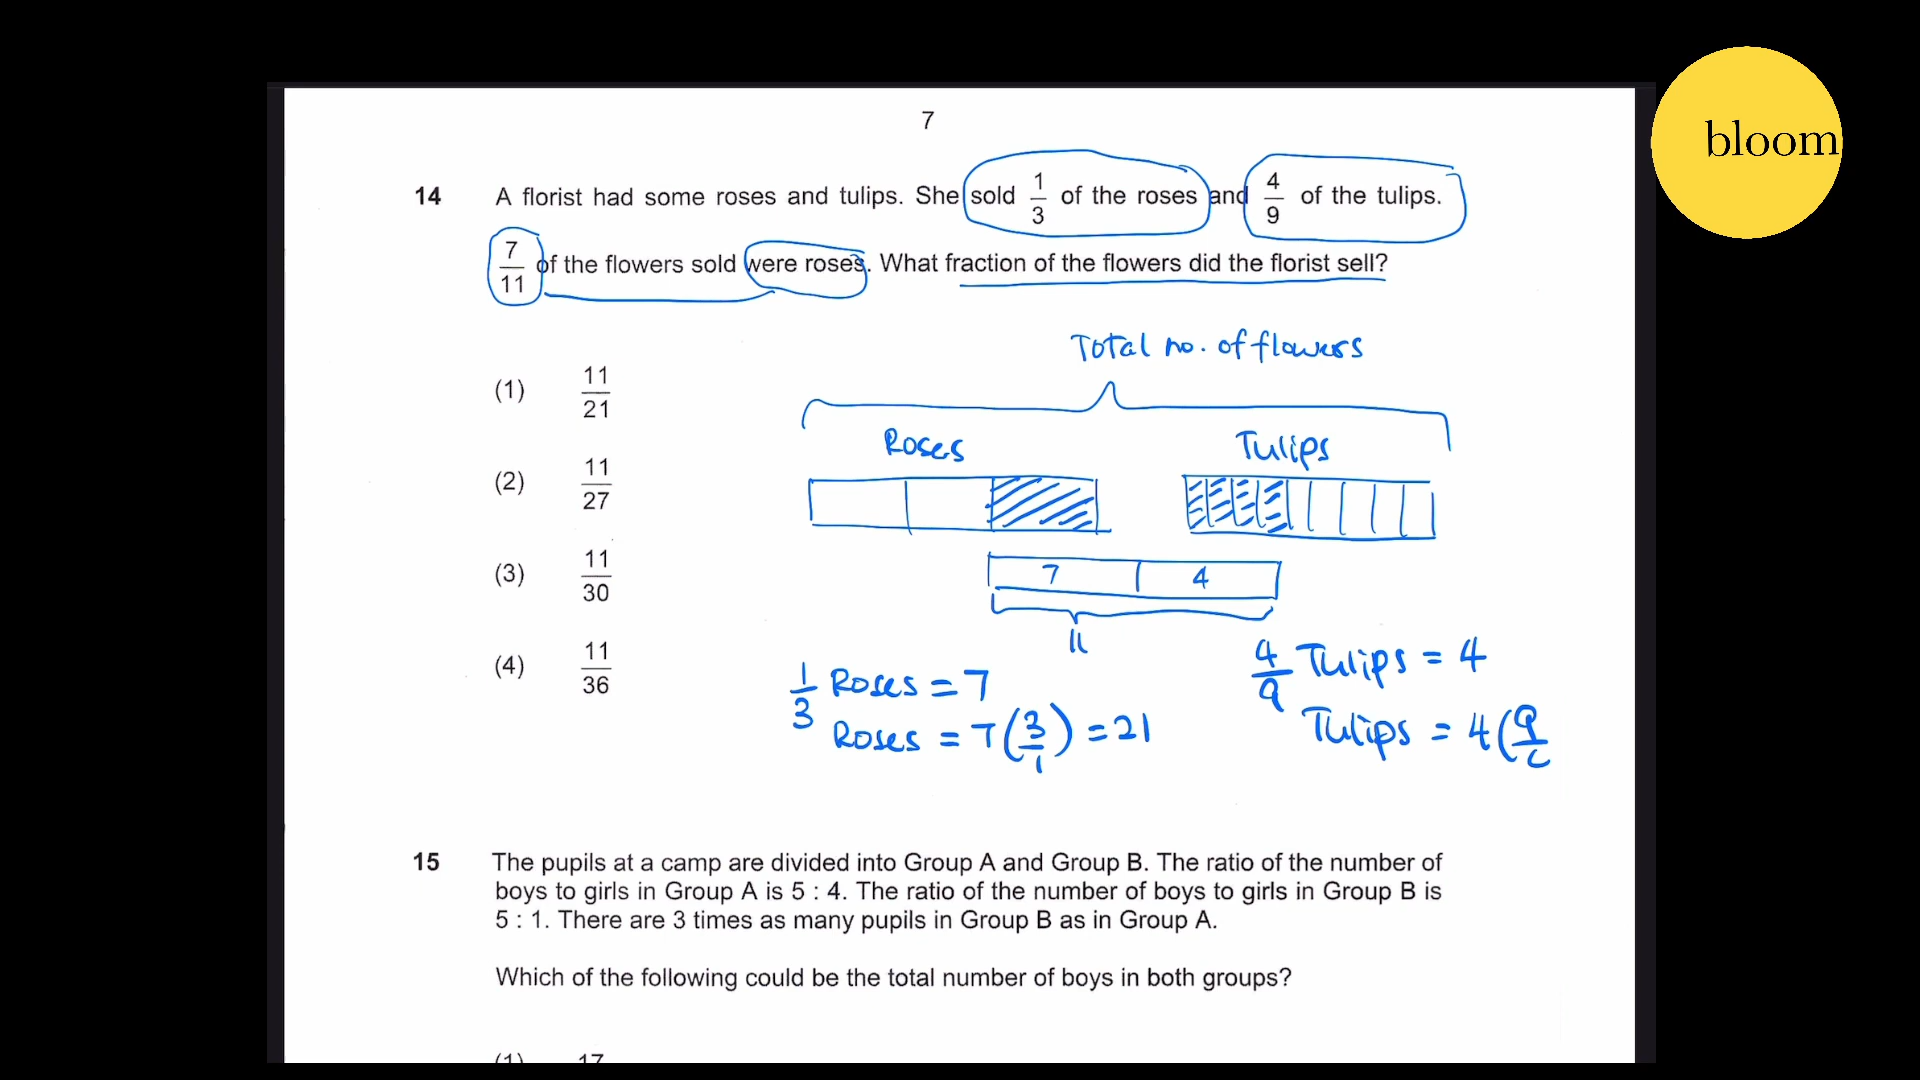 bloom
7
14 A florist had some roses and tulips. She sold 1/3 of the roses and 4/9 of the tulips.
7/11 of the flowers sold were roses. What fraction of the flowers did the florist sell?
Total no. of flowers
(1) 11/21
Roses Tulips
(2) 11/27
(3) 11/30
7 4
11
(4) 11/36
1/3 Roses = 7
4/9 Tulips = 4
Roses = 7(3/1) = 21
Tulips = 4(9/
15 The pupils at a camp are divided into Group A and Group B. The ratio of the number of
boys to girls in Group A is 5 : 4. The ratio of the number of boys to girls in Group B is
5 : 1. There are 3 times as many pupils in Group B as in Group A.
Which of the following could be the total number of boys in both groups?
(1) 17